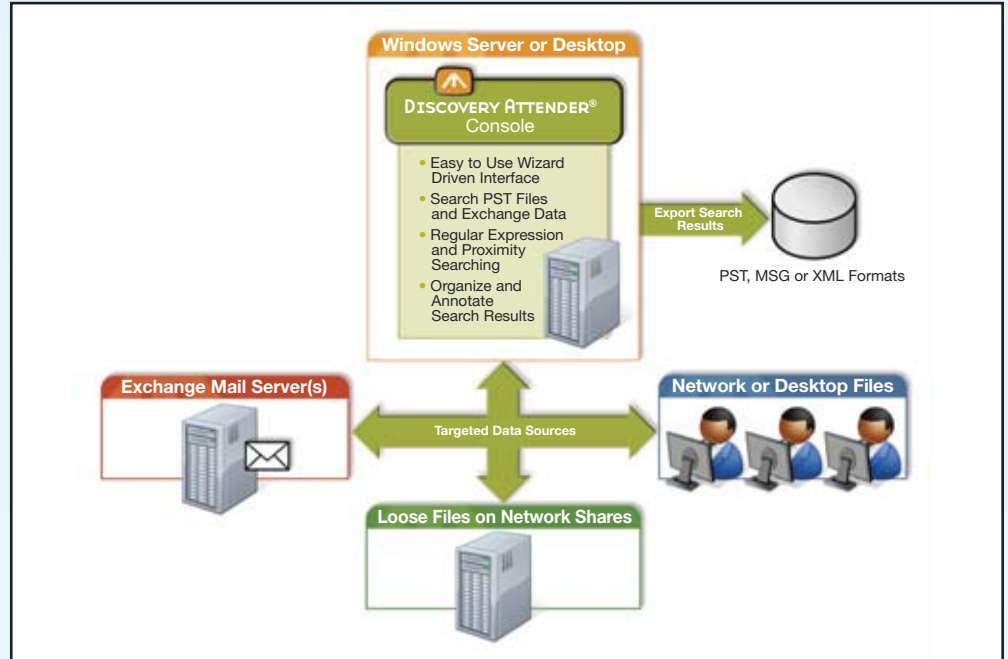 Windows Server or Desktop
DISCOVERY ATTENDER®
Console
• Easy to Use Wizard
Driven Interface
• Search PST Files
and Exchange Data
• Regular Expression
and Proximity
Searching
• Organize and
Annotate
Search Results
Export Search
Results
PST, MSG or XML Formats
Exchange Mail Server(s)
Targeted Data Sources
Network or Desktop Files
Loose Files on Network Shares